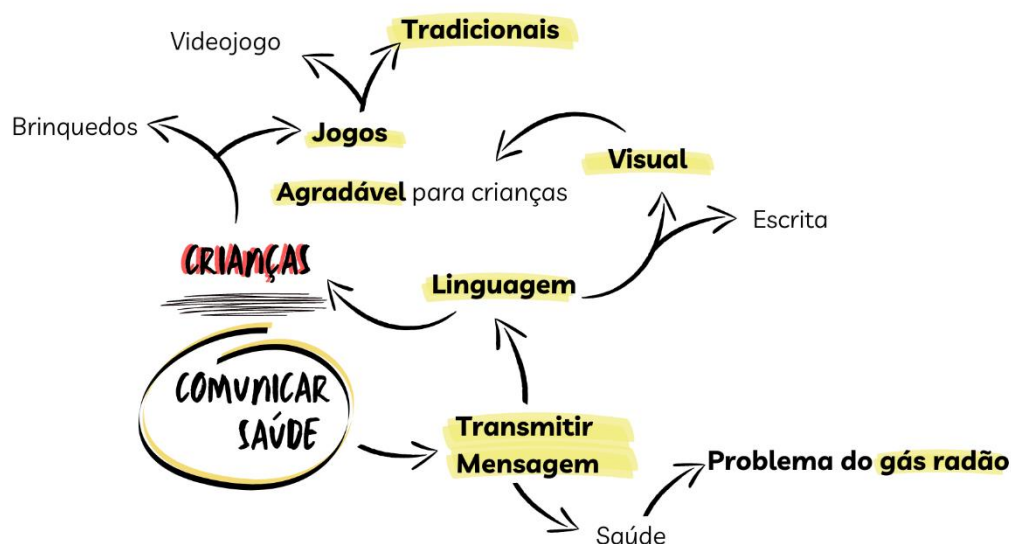 Tradicionais
Videojogo
Brinquedos
Jogos
Visual
Agradável para crianças
Escrita
CRIANÇAS
Linguagem
COMUNICAR
SAÚDE
Transmitir
Mensagem
Problema do gás radão
Saúde